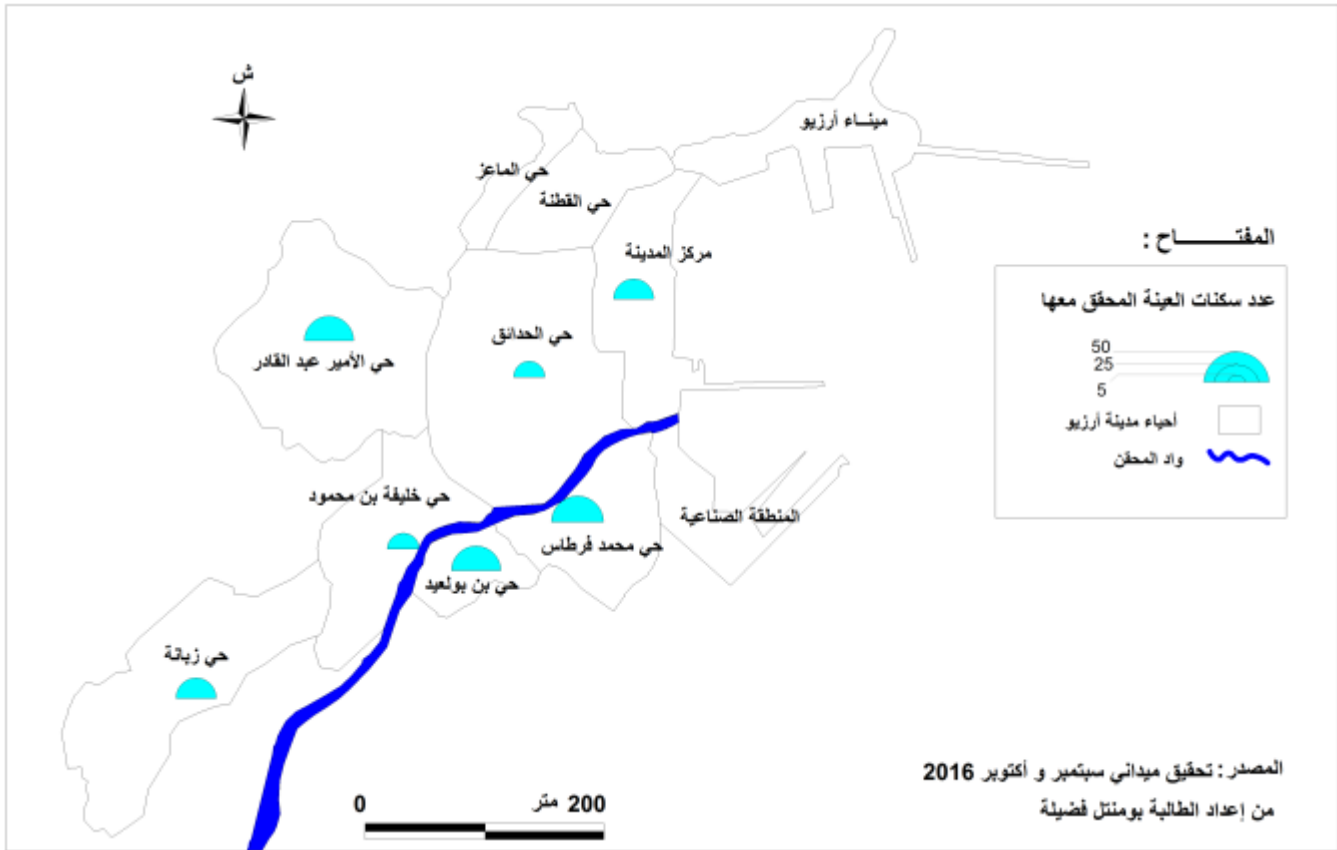 ش
ميناء أرزيو
حي الماعز
حي القطنة
مركز المدينة
حي الحدائق
حي الأمير عبد القادر
حي خليفة بن محمود
حي محمد فرطاس
المنطقة الصناعية
حي بن بولعيد
حي زبانة
المفتـــــاح :
عدد سكنات العينة المحقق معها
50
25
5
أحياء مدينة أرزيو
واد المحقن
0 متر 200
المصدر : تحقيق ميداني سبتمبر و أكتوبر 2016
من إعداد الطالبة بومنتل فضيلة